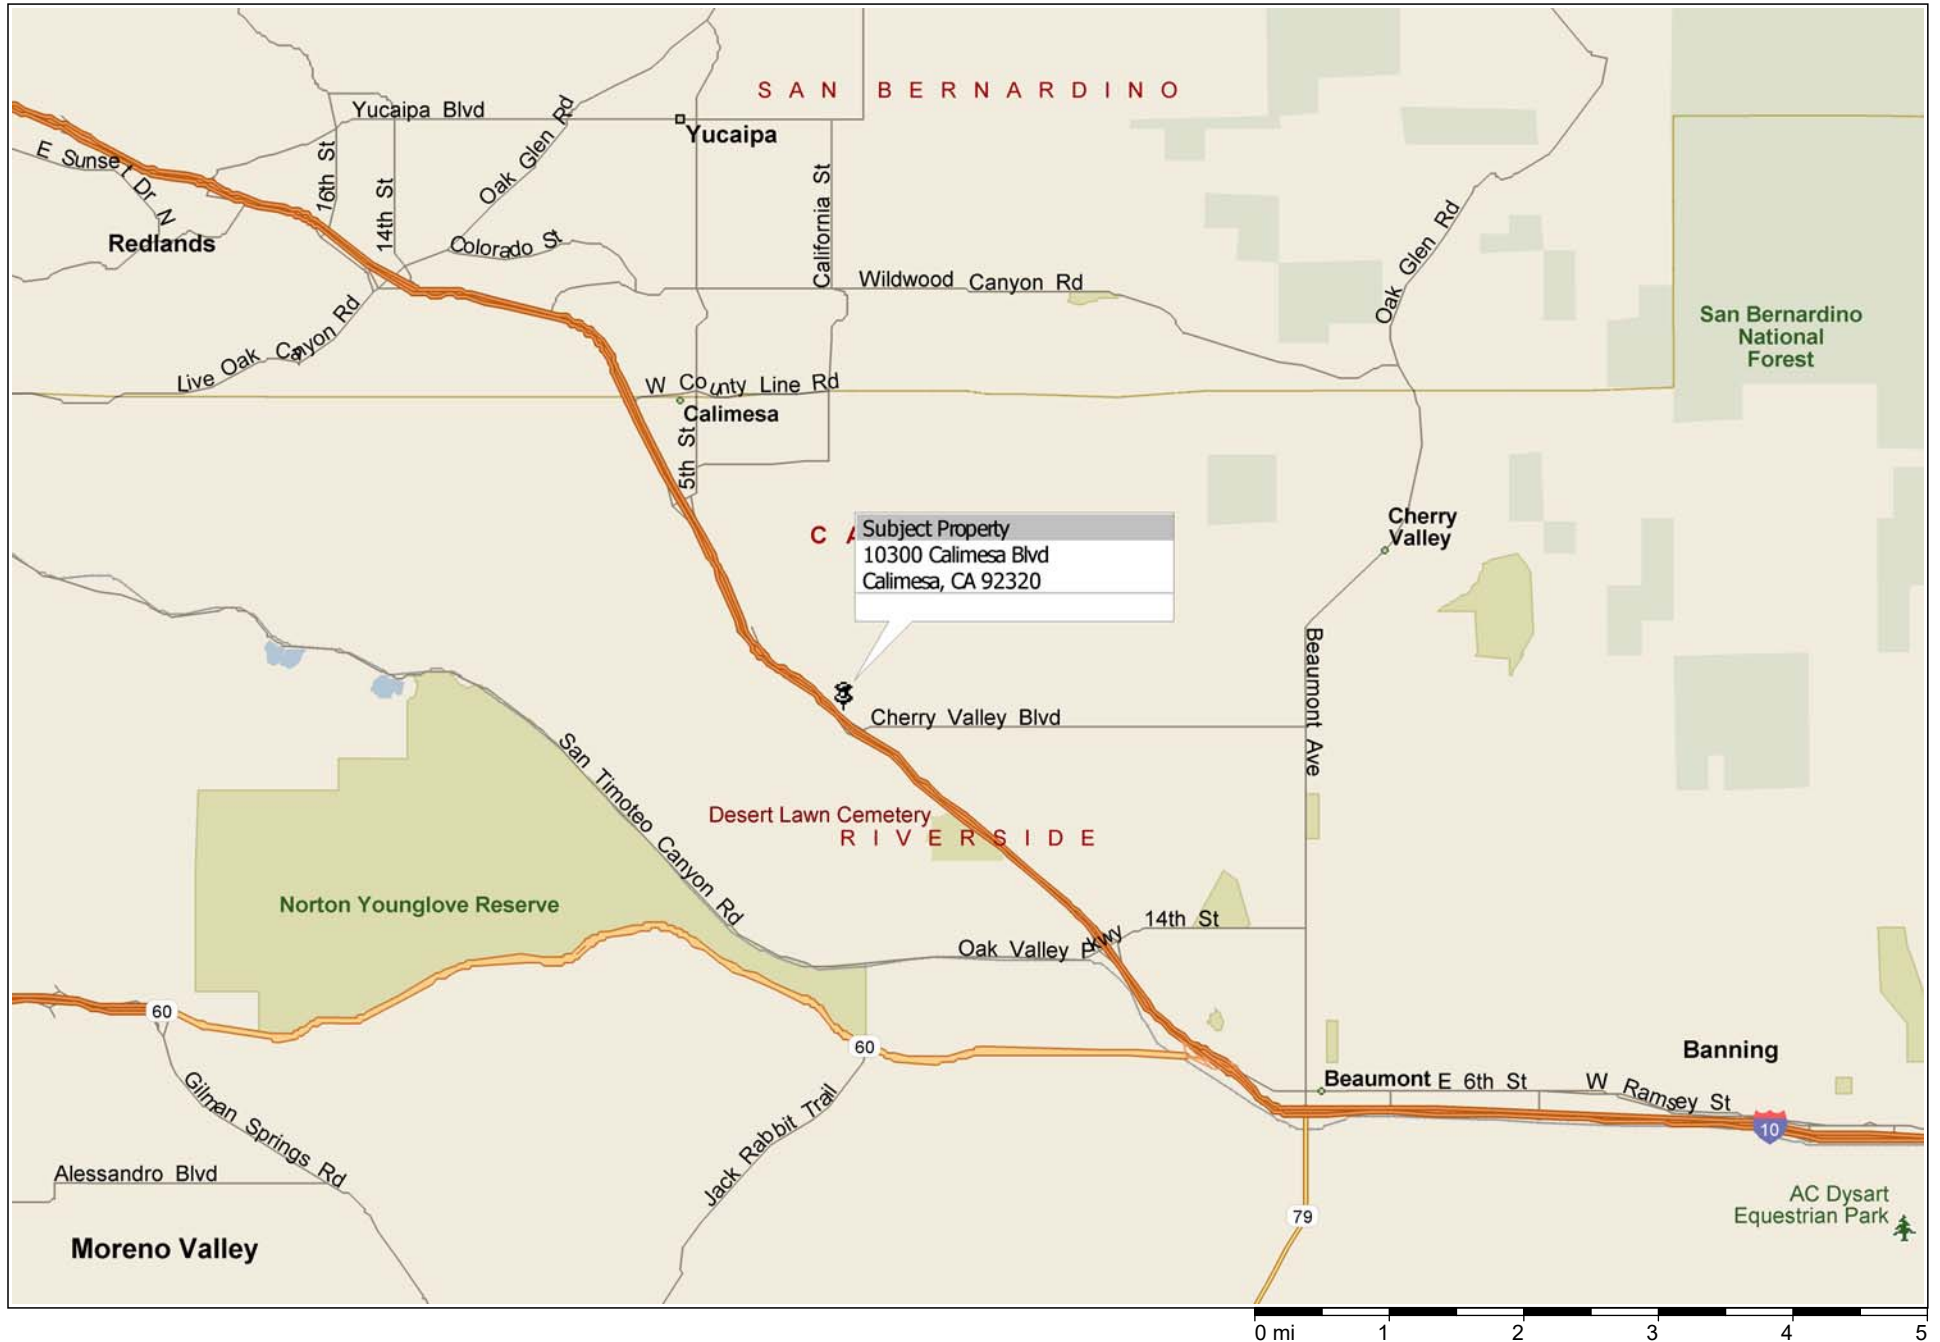 SAN BERNARDINO
Yucaipa Blvd
Oak Glen Rd
Yucaipa
E Sunset Dr N
16th St
14th St
California St
Redlands
Colorado St
Wildwood Canyon Rd
Oak Glen Rd
San Bernardino
National
Forest
Live Oak Canyon Rd
W County Line Rd
Calimesa
5th St
CA
Subject Property
10300 Calimesa Blvd
Calimesa, CA 92320
Cherry
Valley
Beaumont Ave
Cherry Valley Blvd
San Timoteo Canyon Rd
Desert Lawn Cemetery
RIVERSIDE
Norton Younglove Reserve
14th St
Oak Valley Pkwy
60
60
Banning
Beaumont
E 6th St
W Ramsey St
10
Gilman Springs Rd
Jack Rabbit Trail
Alessandro Blvd
79
AC Dysart
Equestrian Park
Moreno Valley
0 mi 1 2 3 4 5